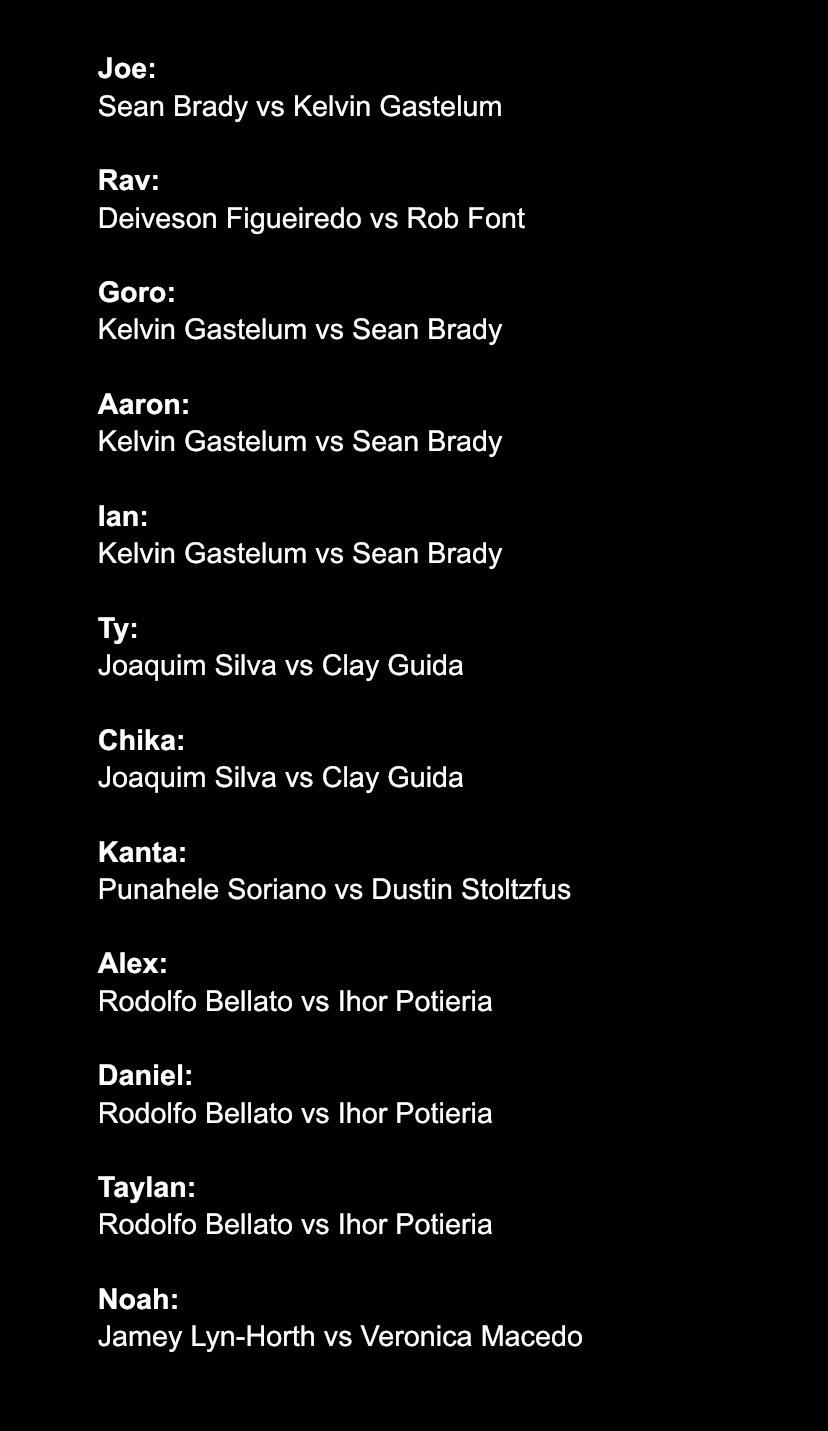 Joe:
Sean Brady vs Kelvin Gastelum
Rav:
Deiveson Figueiredo vs Rob Font
Goro:
Kelvin Gastelum vs Sean Brady
Aaron:
Kelvin Gastelum vs Sean Brady
Ian:
Kelvin Gastelum vs Sean Brady
Ty:
Joaquim Silva vs Clay Guida
Chika:
Joaquim Silva vs Clay Guida
Kanta:
Punahele Soriano vs Dustin Stoltzfus
Alex:
Rodolfo Bellato vs Ihor Potieria
Daniel:
Rodolfo Bellato vs Ihor Potieria
Taylan:
Rodolfo Bellato vs Ihor Potieria
Noah:
Jamey Lyn-Horth vs Veronica Macedo